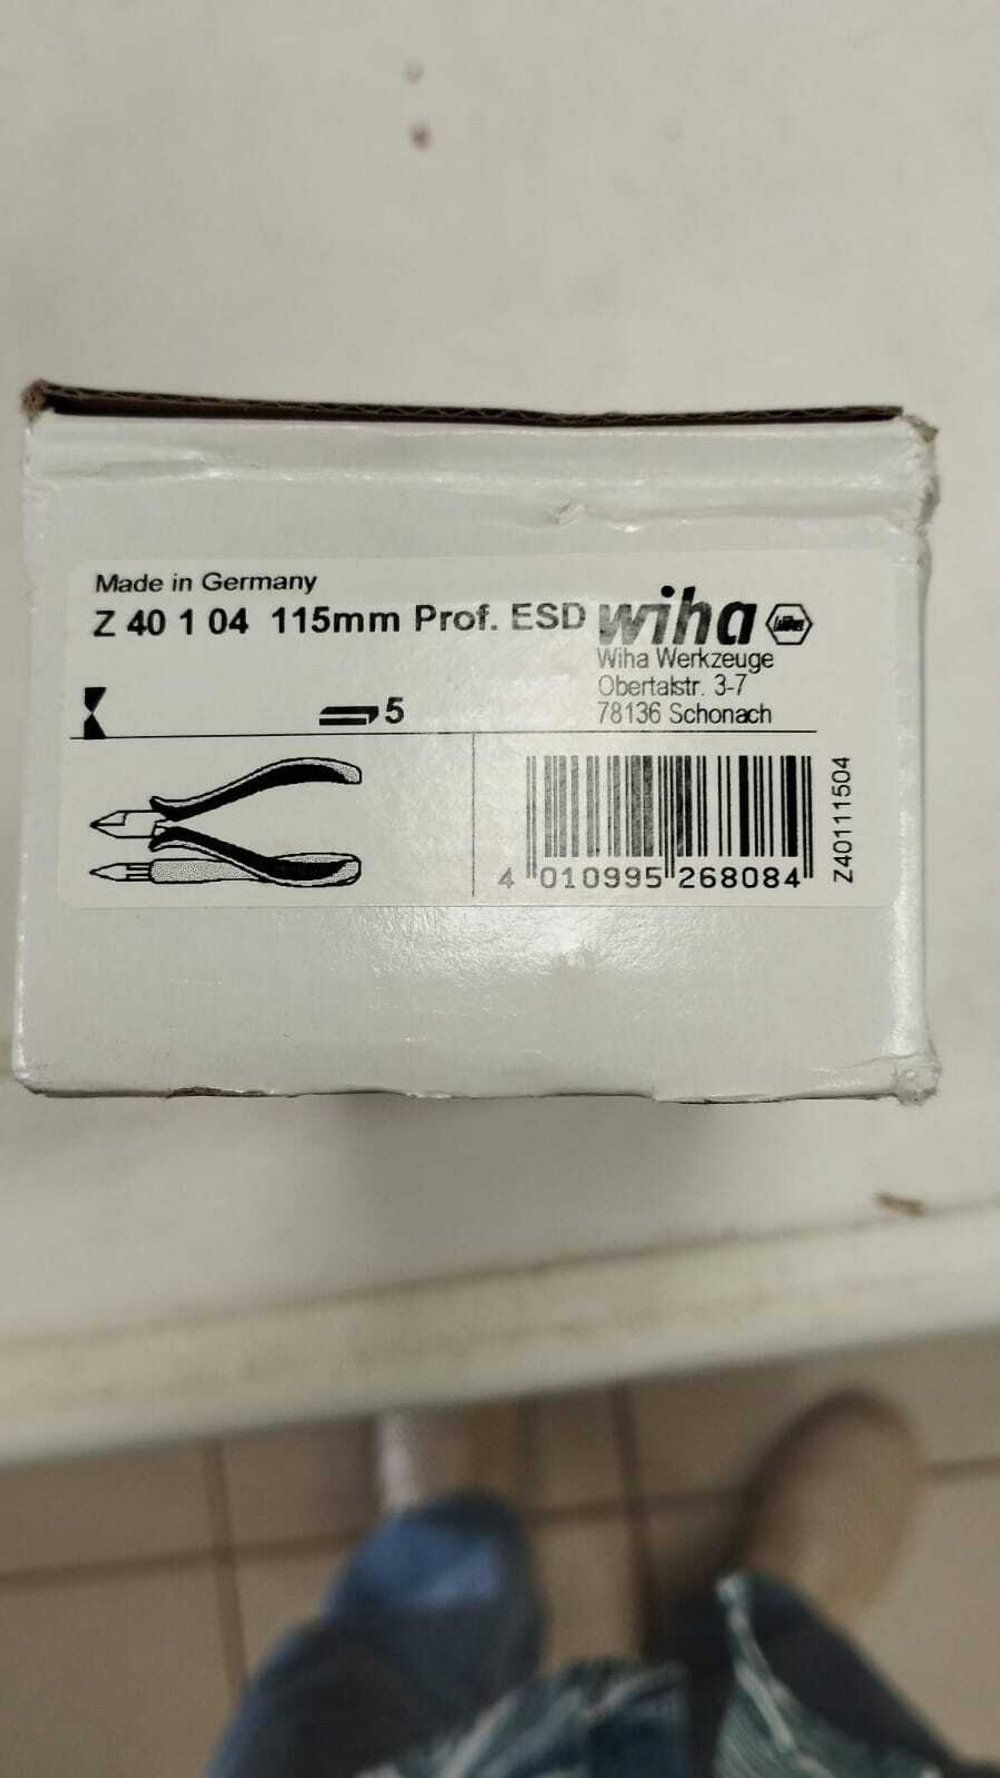 Made in Germany
Z 40 1 04 115mm Prof. ESD
wiha
Wiha Werkzeuge
Obertalstr. 3-7
78136 Schonach
5
4 010995 268084
Z40111504